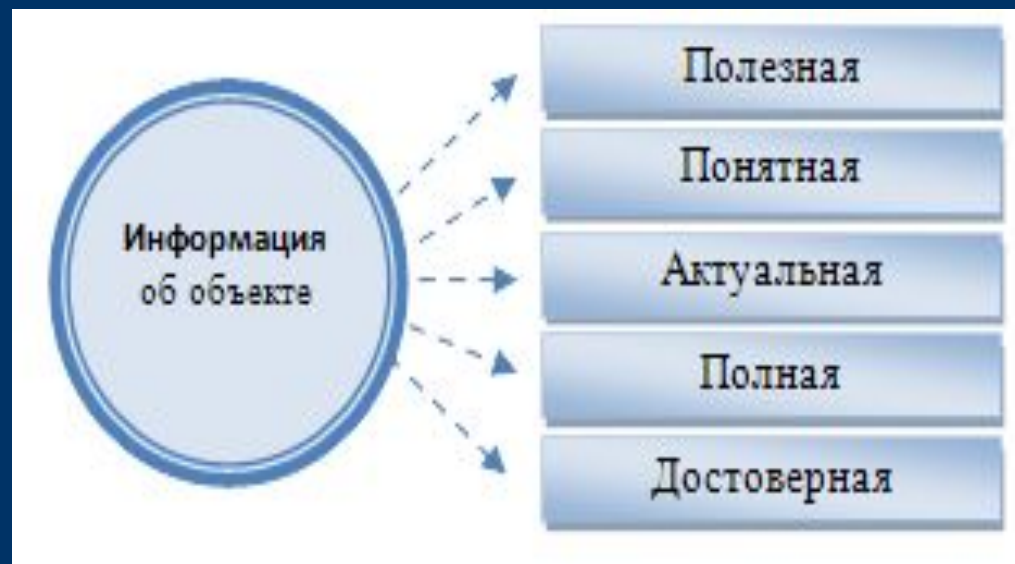 Информация
об объекте
Полезная
Понятная
Актуальная
Полная
Достоверная